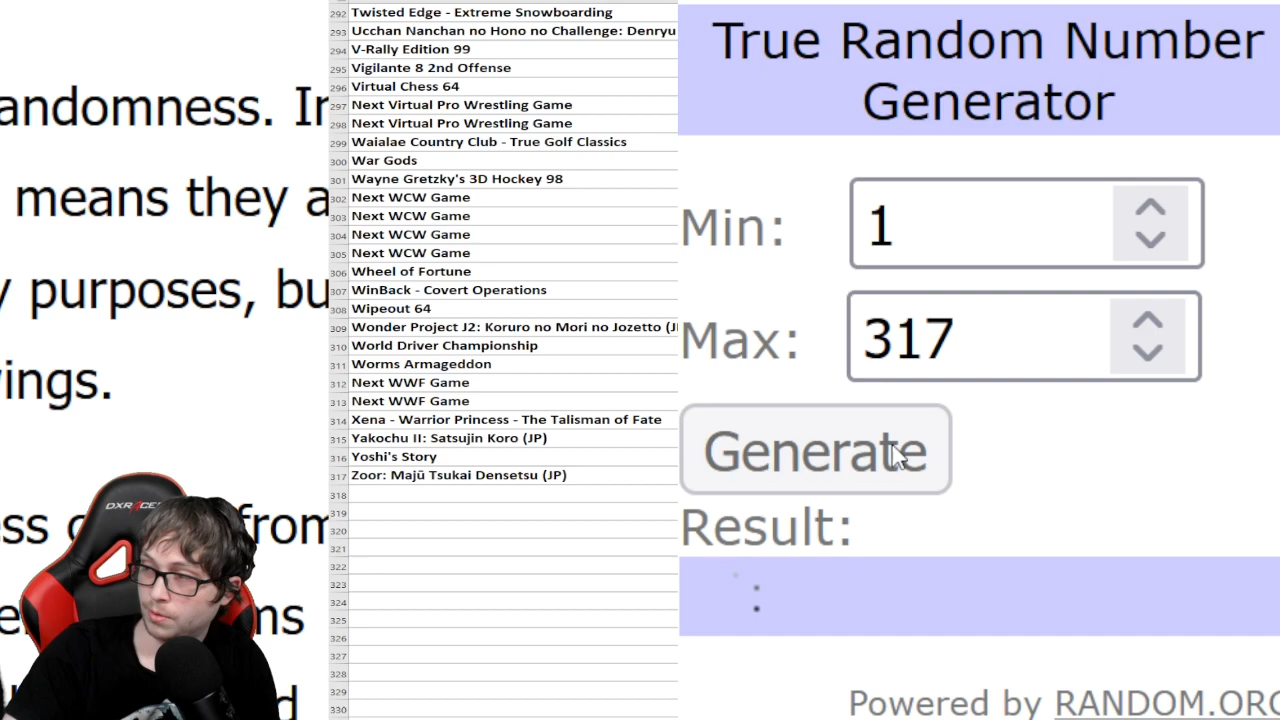 andomness. In
means they a
y purposes, bu
vings.
ess from
ms
292 Twisted Edge - Extreme Snowboarding
293 Ucchan Nanchan no Hono no Challenge: Denryu
294 V-Rally Edition 99
295 Vigilante 8 2nd Offense
296 Virtual Chess 64
297 Next Virtual Pro Wrestling Game
298 Next Virtual Pro Wrestling Game
299 Waialae Country Club - True Golf Classics
300 War Gods
301 Wayne Gretzky's 3D Hockey 98
302 Next WCW Game
303 Next WCW Game
304 Next WCW Game
305 Next WCW Game
306 Wheel of Fortune
307 WinBack - Covert Operations
308 Wipeout 64
309 Wonder Project J2: Koruro no Mori no Jozetto (J
310 World Driver Championship
311 Worms Armageddon
312 Next WWF Game
313 Next WWF Game
314 Xena - Warrior Princess - The Talisman of Fate
315 Yakochu II: Satsujin Koro (JP)
316 Yoshi's Story
317 Zoor: Majū Tsukai Densetsu (JP)
318
319
320
321
322
323
324
325
326
327
328
329
330
True Random Number
Generator
Min: 1
Max: 317
Generate
Result:
Powered by RANDOM.ORG
DXRACER